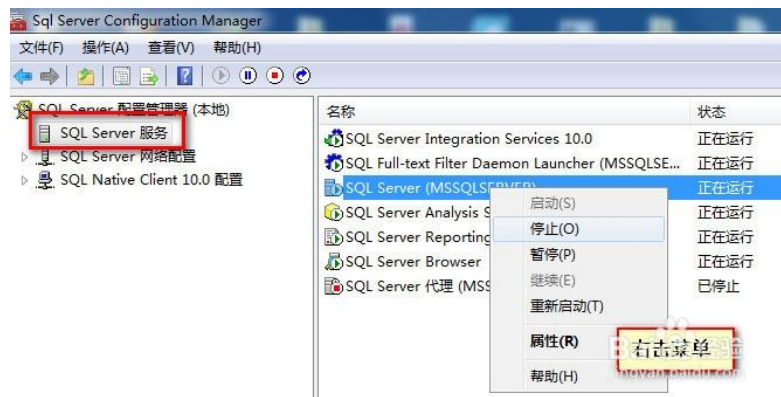 Sql Server Configuration Manager
文件(F) 操作(A) 查看(V) 帮助(H)
SQL Server 配置管理器 (本地)
SQL Server 服务
SQL Server 网络配置
SQL Native Client 10.0 配置
名称 状态
SQL Server Integration Services 10.0 正在运行
SQL Full-text Filter Daemon Launcher (MSSQLSE... 正在运行
SQL Server (MSSQLSERVER) 正在运行
SQL Server Analysis S 正在运行
SQL Server Reporting 正在运行
SQL Server Browser 正在运行
SQL Server 代理 (MSS 已停止
启动(S)
停止(O)
暂停(P)
继续(E)
重新启动(T)
属性(R)
帮助(H)
右击菜单
jingyan.baidu.com